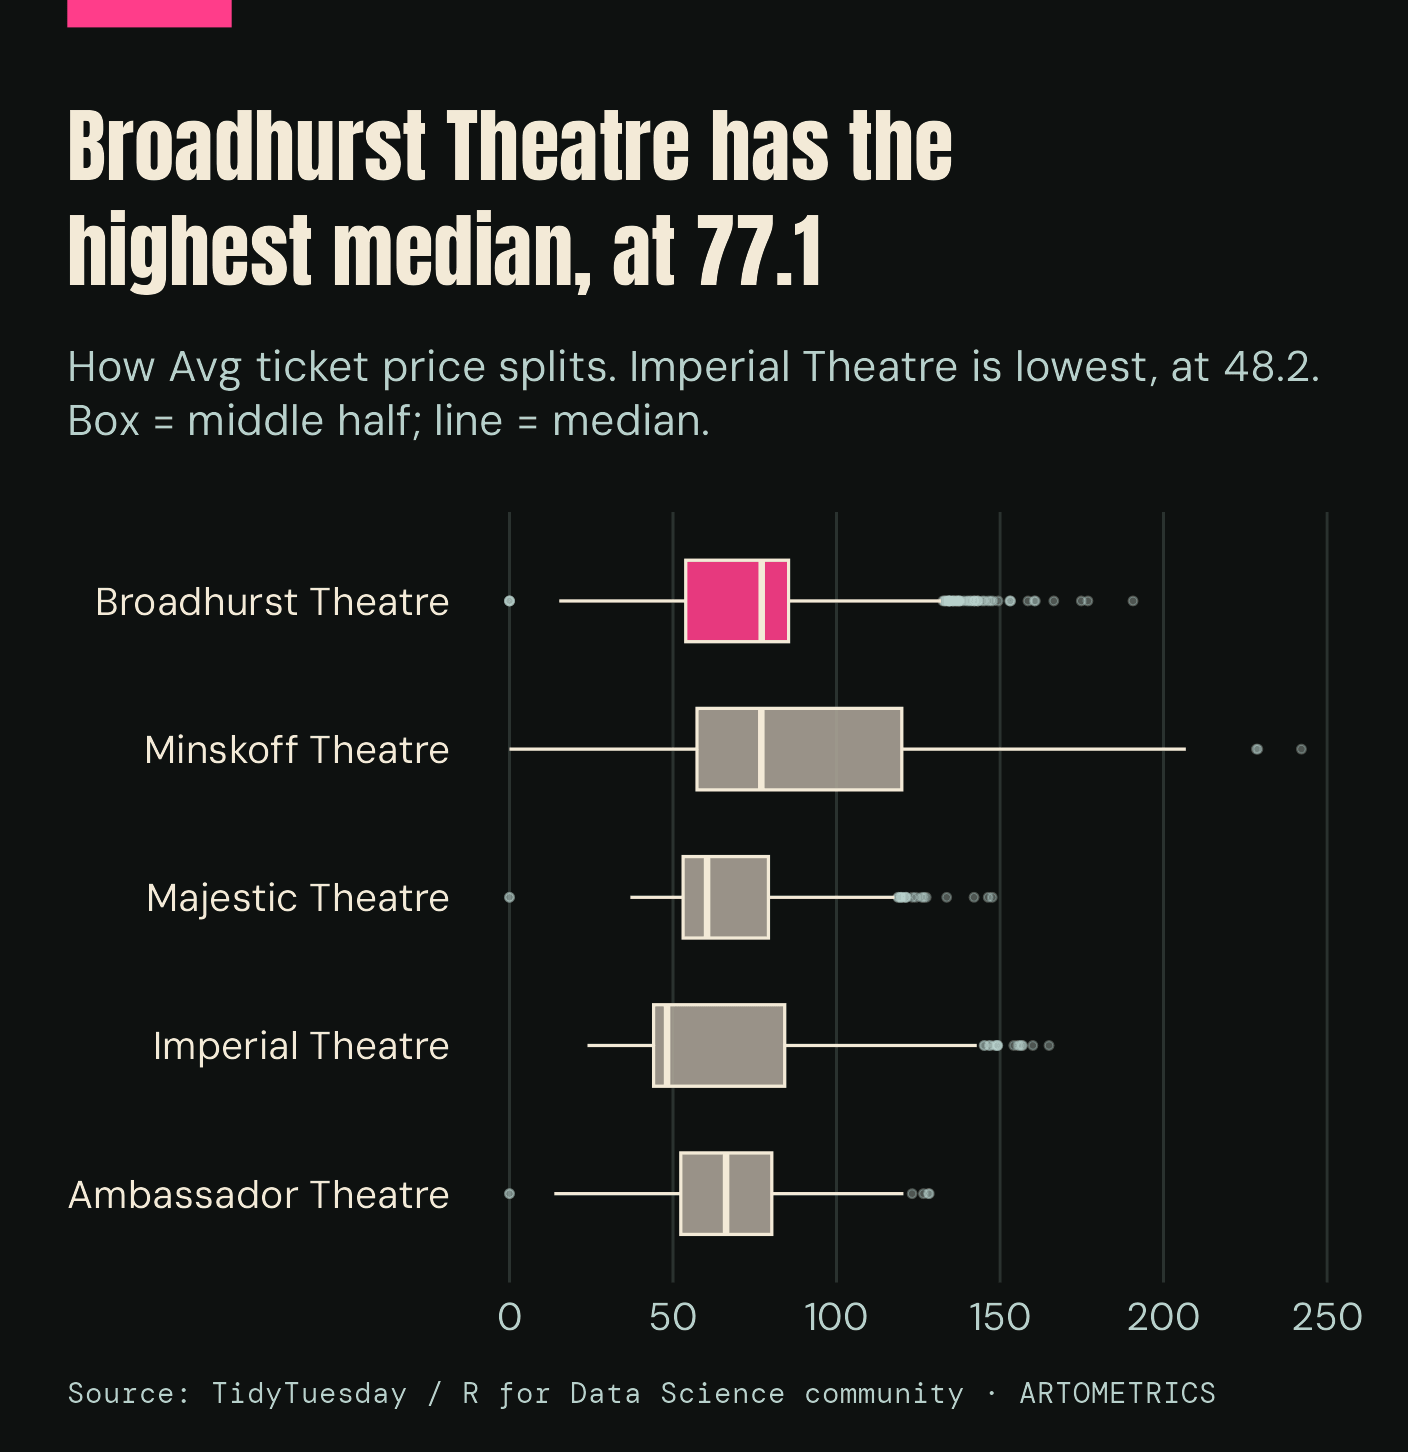 Broadhurst Theatre has the
highest median, at 77.1
How Avg ticket price splits. Imperial Theatre is lowest, at 48.2.
Box = middle half; line = median.
Broadhurst Theatre
Minskoff Theatre
Majestic Theatre
Imperial Theatre
Ambassador Theatre
0 50 100 150 200 250
Source: TidyTuesday / R for Data Science community · ARTOMETRICS